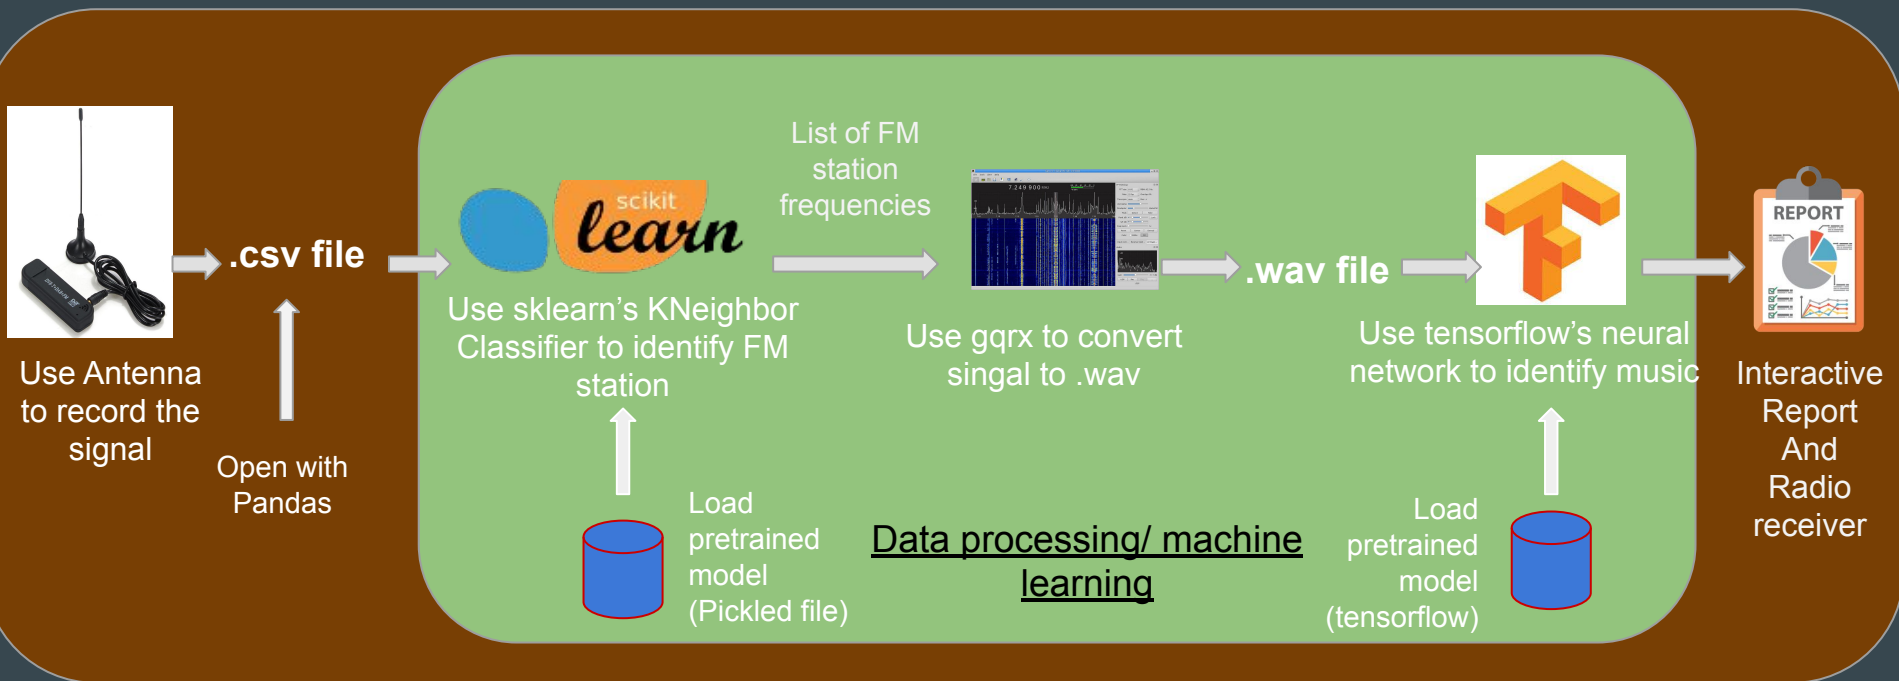 Use Antenna
to record the
signal
.csv file
Open with
Pandas
scikit
learn
Use sklearn's KNeighbor
Classifier to identify FM
station
Load
pretrained
model
(Pickled file)
List of FM
station
frequencies
7.249 900
Use gqrx to convert
singal to .wav
Data processing/ machine
learning
.wav file
Use tensorflow's neural
network to identify music
Load
pretrained
model
(tensorflow)
REPORT
Interactive
Report
And
Radio
receiver